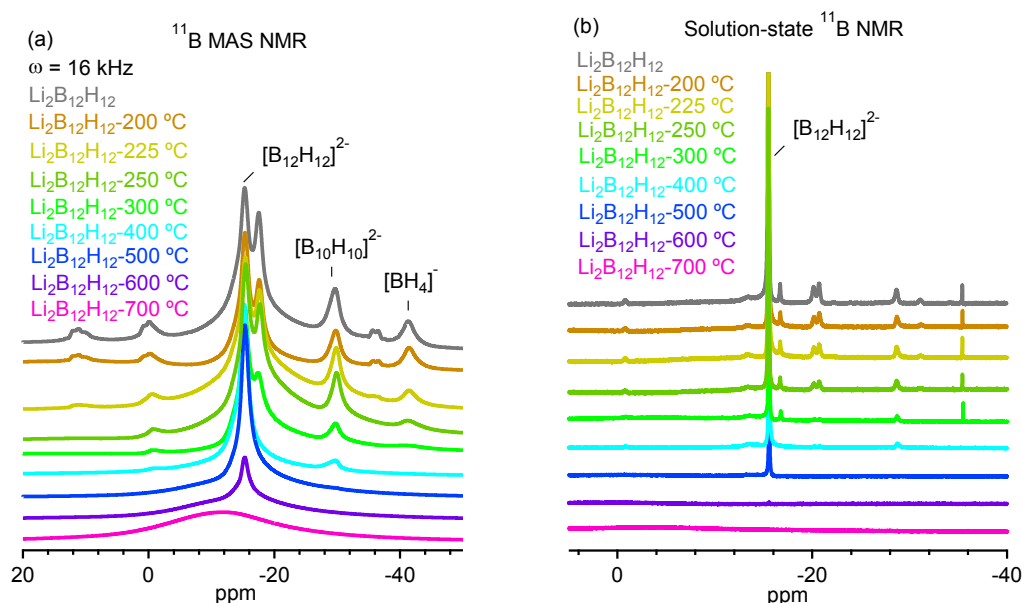 (a)
¹¹B MAS NMR
ω = 16 kHz
Li₂B₁₂H₁₂
Li₂B₁₂H₁₂-200 ºC
Li₂B₁₂H₁₂-225 ºC
Li₂B₁₂H₁₂-250 ºC
Li₂B₁₂H₁₂-300 ºC
Li₂B₁₂H₁₂-400 ºC
Li₂B₁₂H₁₂-500 ºC
Li₂B₁₂H₁₂-600 ºC
Li₂B₁₂H₁₂-700 ºC
[B₁₂H₁₂]²⁻
[B₁₀H₁₀]²⁻
[BH₄]⁻
20 0 -20 -40
ppm
(b)
Solution-state ¹¹B NMR
Li₂B₁₂H₁₂
Li₂B₁₂H₁₂-200 ºC
Li₂B₁₂H₁₂-225 ºC
Li₂B₁₂H₁₂-250 ºC
Li₂B₁₂H₁₂-300 ºC
Li₂B₁₂H₁₂-400 ºC
Li₂B₁₂H₁₂-500 ºC
Li₂B₁₂H₁₂-600 ºC
Li₂B₁₂H₁₂-700 ºC
[B₁₂H₁₂]²⁻
0 -20 -40
ppm